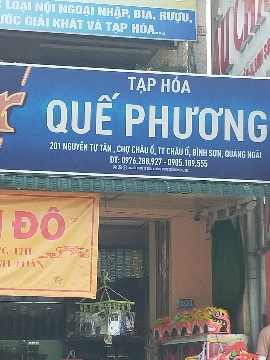 LOẠI NỘI NGOẠI NHẬP, BIA, RƯỢU,
ƯỚC GIẢI KHÁT VÀ TẠP HÓA...
TẠP HÓA
QUẾ PHƯƠNG
201 NGUYỄN TỰ TÂN, CHỢ CHÂU Ổ, TT CHÂU Ổ, BÌNH SƠN, QUẢNG NGÃI
ĐT: 0976.288.927 - 0905.189.555
ĐÔ